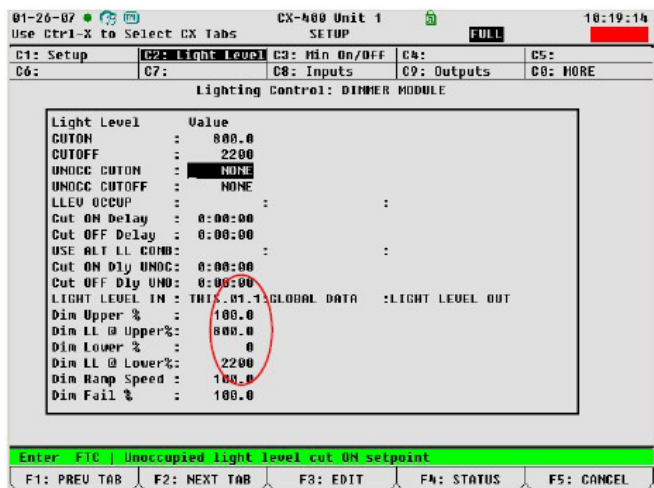 01-26-07 CX-400 Unit 1 10:19:14
Use Ctrl-X to Select CX Tabs SETUP FULL
C1: Setup C2: Light Level C3: Min On/Off C4: C5:
C6: C7: C8: Inputs C9: Outputs C0: MORE
Lighting Control: DIMMER MODULE
Light Level Value
CUTON : 800.0
CUTOFF : 2200
UNOCC CUTON : NONE
UNOCC CUTOFF : NONE
LLEV OCCUP : :
Cut ON Delay : 0:00:00
Cut OFF Delay : 0:00:00
USE ALT LL COMB: : :
Cut ON Dly UNOC: 0:00:00
Cut OFF Dly UNO: 0:00:00
LIGHT LEVEL IN : THIS.01.1:GLOBAL DATA :LIGHT LEVEL OUT
Dim Upper % : 100.0
Dim LL @ Upper%: 800.0
Dim Lower % : 0
Dim LL @ Lower%: 2200
Dim Ramp Speed : 100.0
Dim Fail % : 100.0
Enter FTC | Unoccupied light level cut ON setpoint
F1: PREV TAB F2: NEXT TAB F3: EDIT F4: STATUS F5: CANCEL